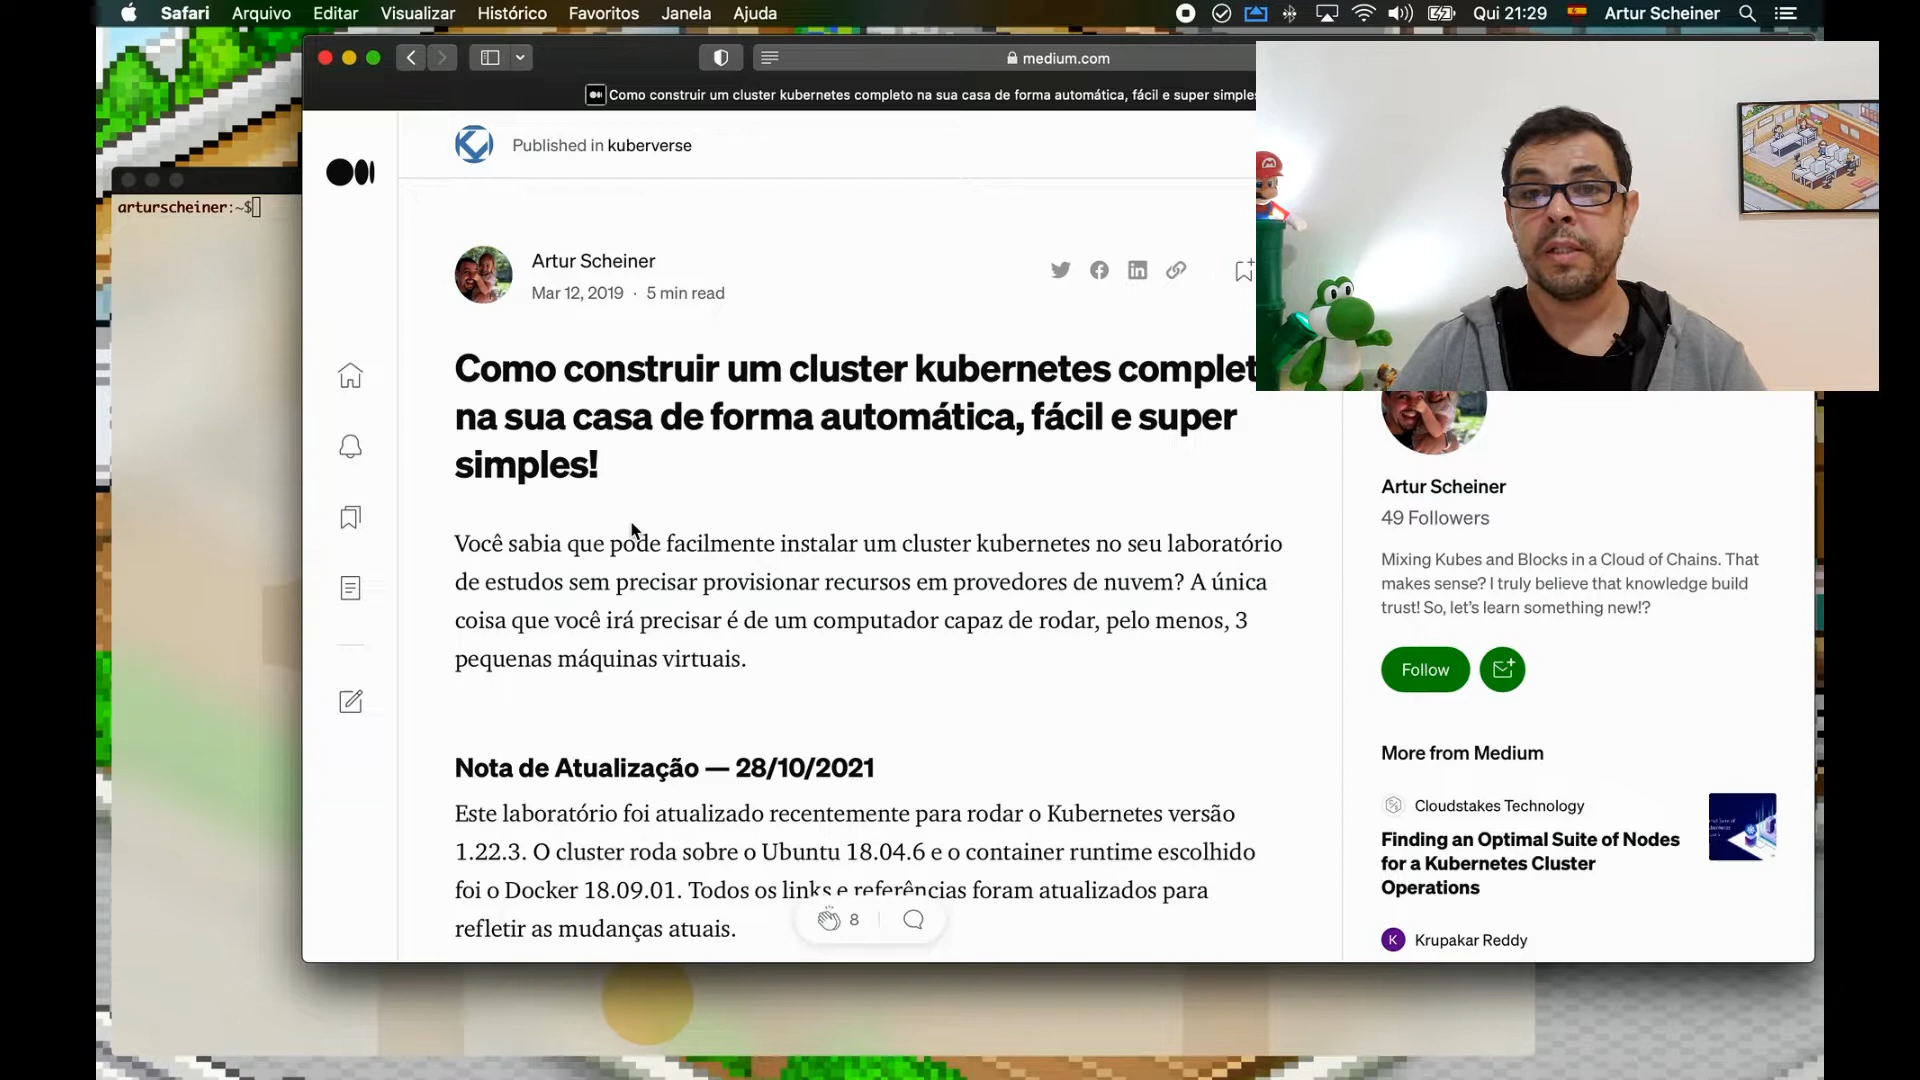 Safari Arquivo Editar Visualizar Histórico Favoritos Janela Ajuda Qui 21:29 Artur Scheiner
medium.com
Como construir um cluster kubernetes completo na sua casa de forma automática, fácil e super simples
arturscheiner:~$
Published in kuberverse
Artur Scheiner
Mar 12, 2019 · 5 min read
Como construir um cluster kubernetes complet
na sua casa de forma automática, fácil e super
simples!
Você sabia que pode facilmente instalar um cluster kubernetes no seu laboratório
de estudos sem precisar provisionar recursos em provedores de nuvem? A única
coisa que você irá precisar é de um computador capaz de rodar, pelo menos, 3
pequenas máquinas virtuais.
Nota de Atualização — 28/10/2021
Este laboratório foi atualizado recentemente para rodar o Kubernetes versão
1.22.3. O cluster roda sobre o Ubuntu 18.04.6 e o container runtime escolhido
foi o Docker 18.09.01. Todos os links e referências foram atualizados para
refletir as mudanças atuais.
8
Artur Scheiner
49 Followers
Mixing Kubes and Blocks in a Cloud of Chains. That
makes sense? I truly believe that knowledge build
trust! So, let's learn something new!?
Follow
More from Medium
Cloudstakes Technology
Finding an Optimal Suite of Nodes
for a Kubernetes Cluster
Operations
K Krupakar Reddy